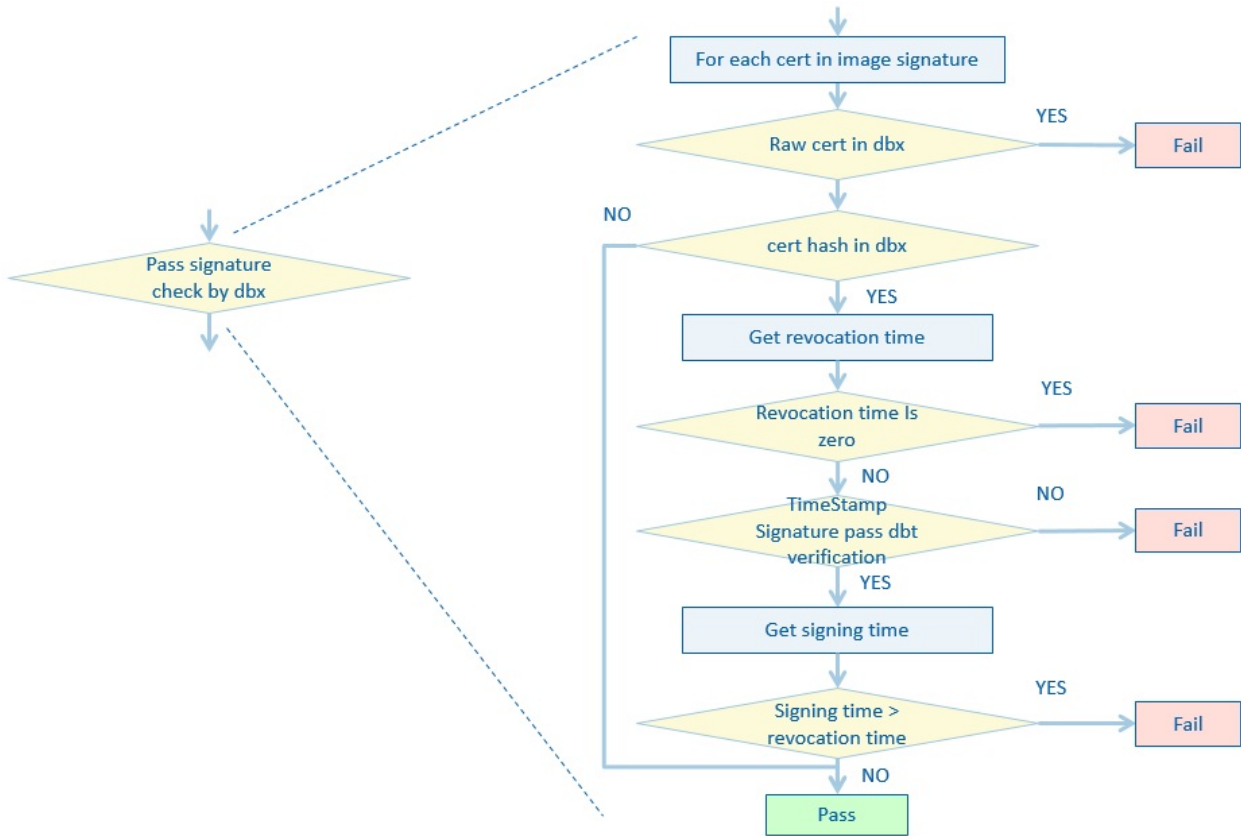 For each cert in image signature
YES
Raw cert in dbx
Fail
NO
cert hash in dbx
Pass signature
check by dbx
YES
Get revocation time
YES
Revocation time Is
zero
Fail
NO
NO
TimeStamp
Signature pass dbt
verification
Fail
YES
Get signing time
YES
Signing time >
revocation time
Fail
NO
Pass